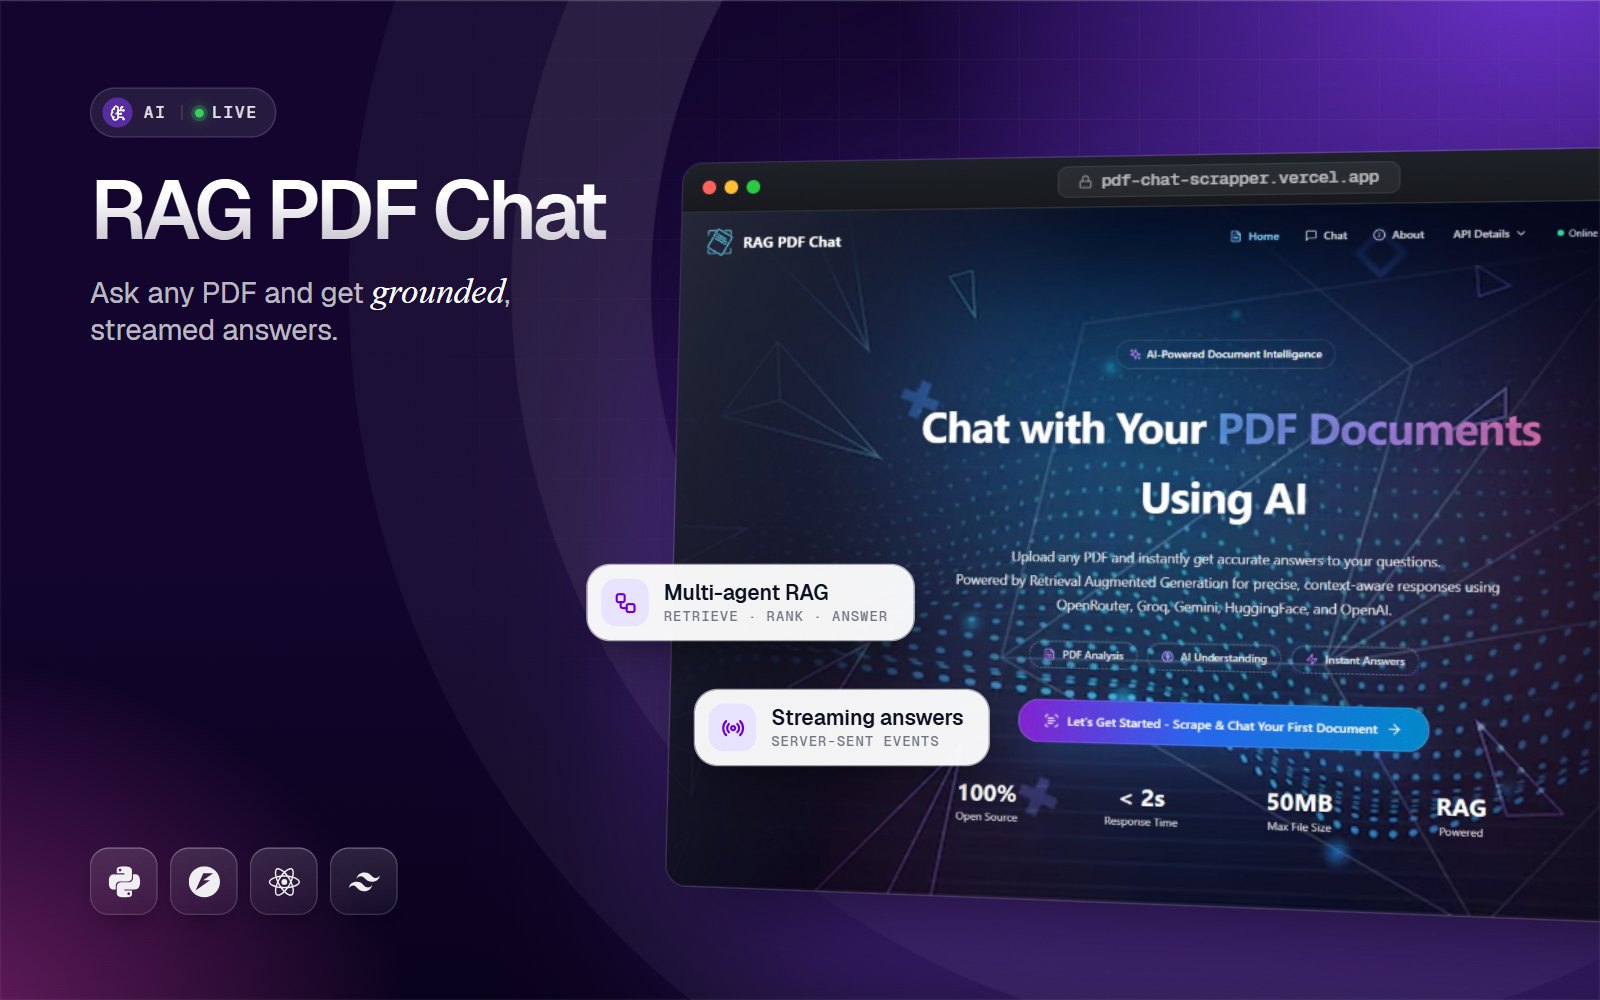 AI | LIVE
RAG PDF Chat
Ask any PDF and get grounded,
streamed answers.
pdf-chat-scrapper.vercel.app
RAG PDF Chat
Home
Chat
About
API Details
Online
AI-Powered Document Intelligence
Chat with Your PDF Documents
Using AI
Upload any PDF and instantly get accurate answers to your questions.
Powered by Retrieval Augmented Generation for precise, context-aware responses using
OpenRouter, Groq, Gemini, HuggingFace, and OpenAI.
Multi-agent RAG
RETRIEVE · RANK · ANSWER
PDF Analysis
AI Understanding
Instant Answers
Streaming answers
SERVER-SENT EVENTS
Let's Get Started - Scrape & Chat Your First Document
100%
Open Source
< 2s
Response Time
50MB
Max File Size
RAG
Powered